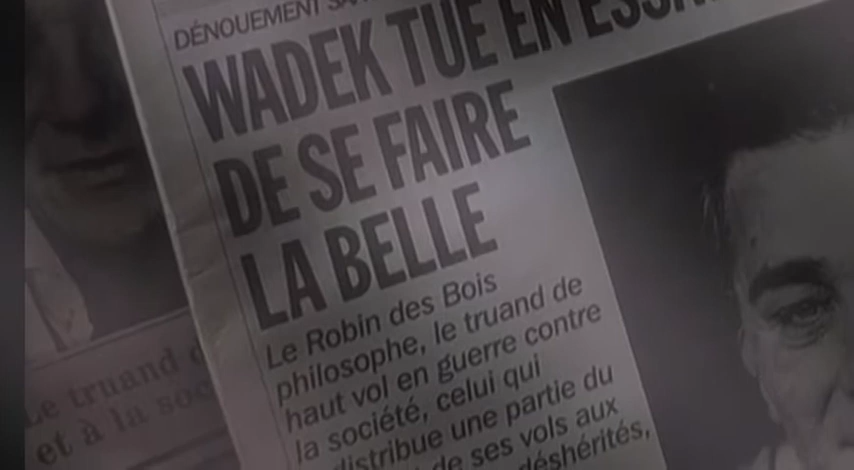 DÉNOUEMENT
WADEK TUÉ EN
DE SE FAIRE
LA BELLE
Le Robin des Bois
philosophe, le truand de
haut vol en guerre contre
la société, celui qui
distribue une partie du
de ses vols aux
déshérités,
Le truand
et à la